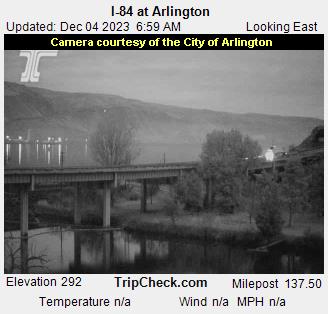 I-84 at Arlington
Updated: Dec 04 2023 6:59 AM Looking East
Camera courtesy of the City of Arlington
Elevation 292 TripCheck.com Milepost 137.50
Temperature n/a Wind n/a MPH n/a